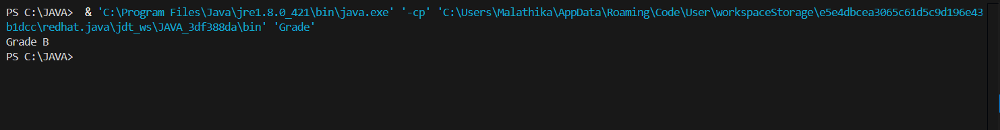 PS C:\JAVA>  & 'C:\Program Files\Java\jre1.8.0_421\bin\java.exe' '-cp' 'C:\Users\Malathika\AppData\Roaming\Code\User\workspaceStorage\e5e4dbcea3065c61d5c9d196e43
b1dcc\redhat.java\jdt_ws\JAVA_3df388da\bin' 'Grade'
Grade B
PS C:\JAVA>